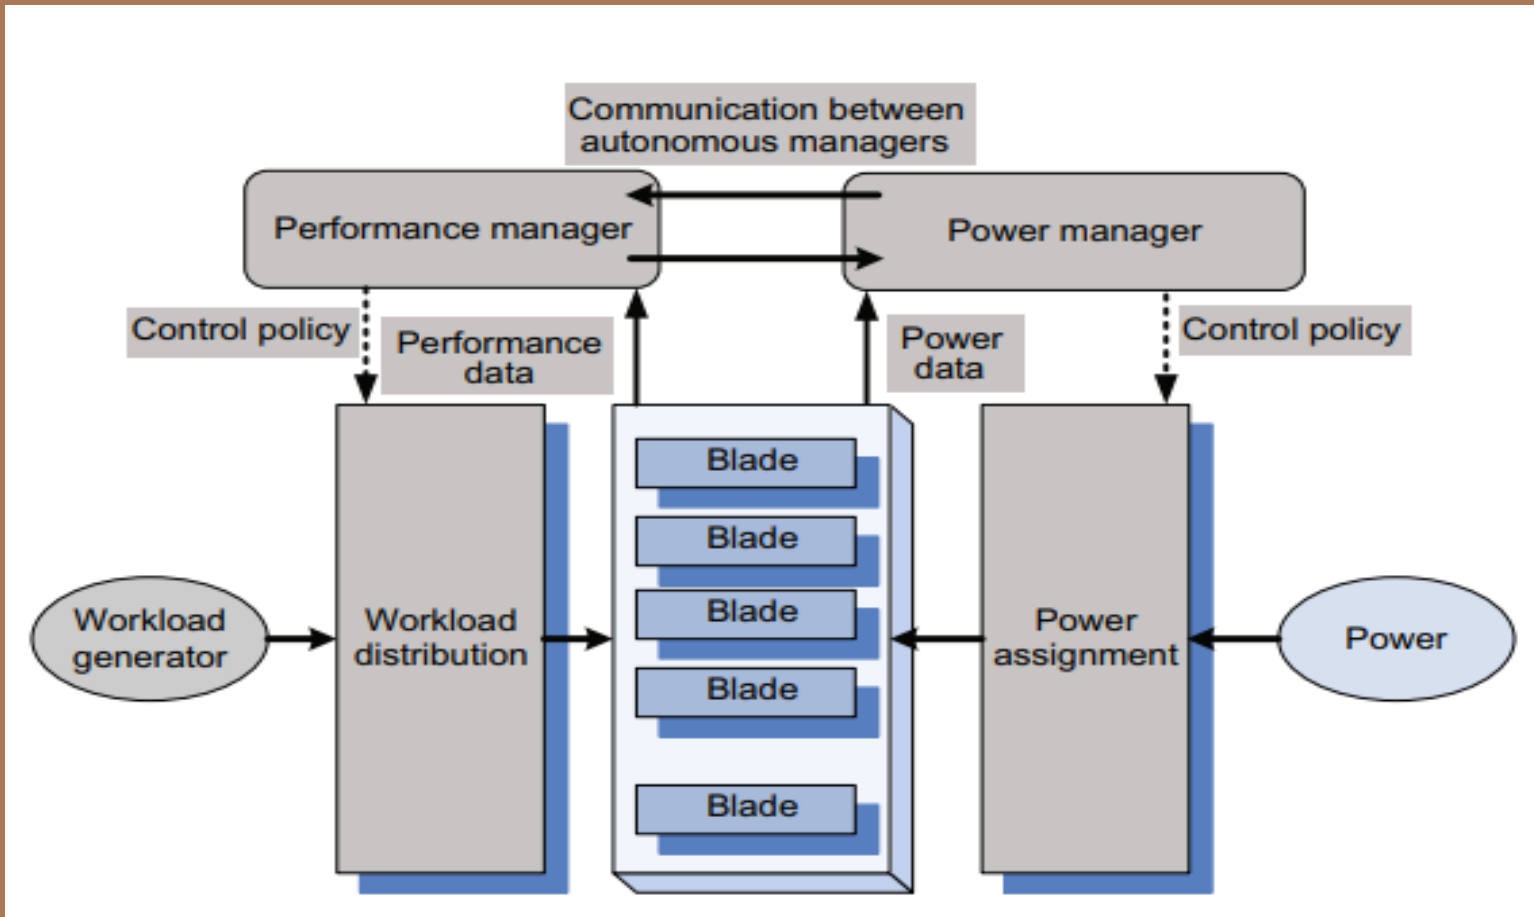 Communication between
autonomous managers
Performance manager
Power manager
Control policy
Performance
data
Power
data
Control policy
Blade
Blade
Blade
Blade
Blade
Workload
generator
Workload
distribution
Power
assignment
Power